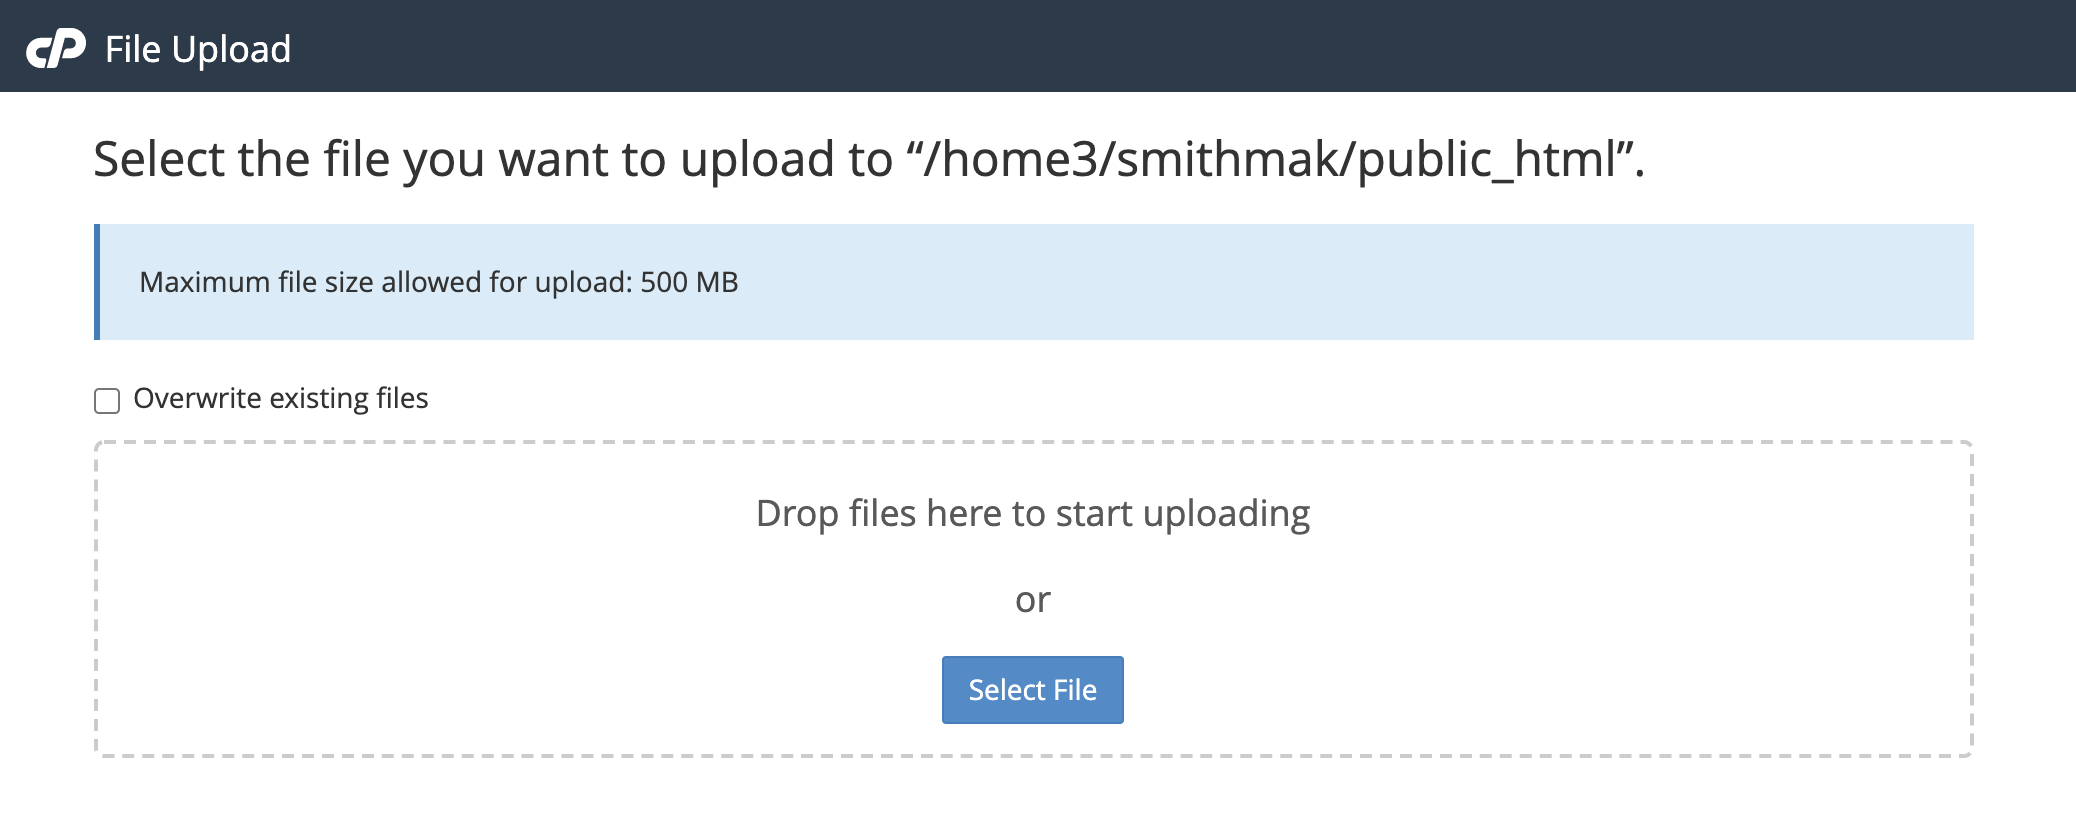 cP File Upload
Select the file you want to upload to “/home3/smithmak/public_html”.
Maximum file size allowed for upload: 500 MB
Overwrite existing files
Drop files here to start uploading
or
Select File